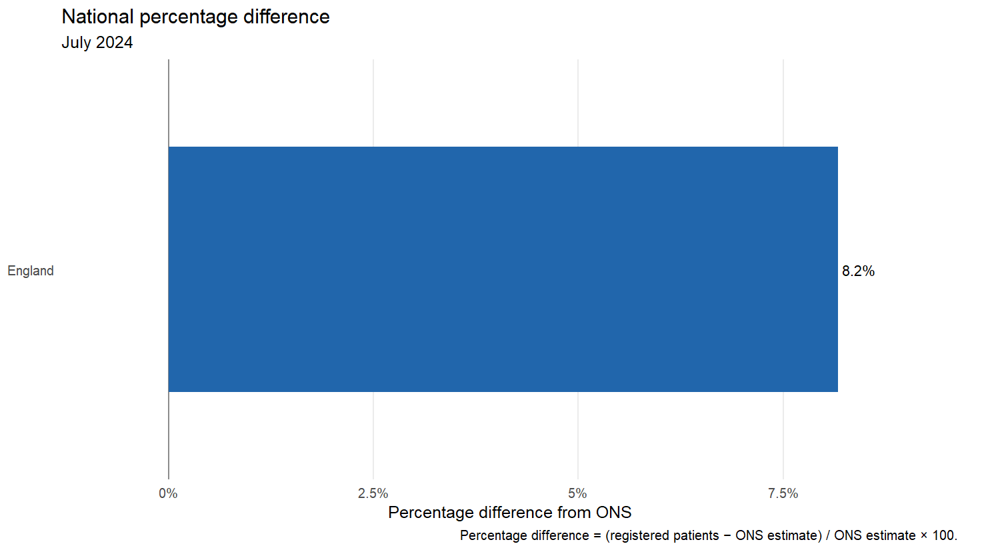 National percentage difference
July 2024
England
8.2%
0% 2.5% 5% 7.5%
Percentage difference from ONS
Percentage difference = (registered patients − ONS estimate) / ONS estimate × 100.